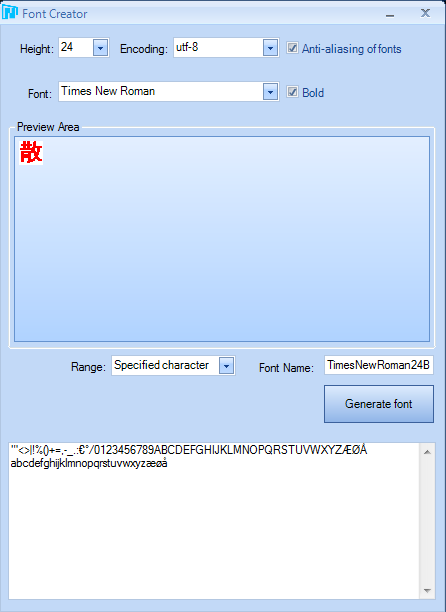 Font Creator
Height: 24 Encoding: utf-8 Anti-aliasing of fonts
Font: Times New Roman Bold
Preview Area
散
Range: Specified character Font Name: TimesNewRoman24B
Generate font
"'<>|!%()+=,-_.:€°/0123456789ABCDEFGHIJKLMNOPQRSTUVWXYZÆØÅ
abcdefghijklmnopqrstuvwxyzæøå